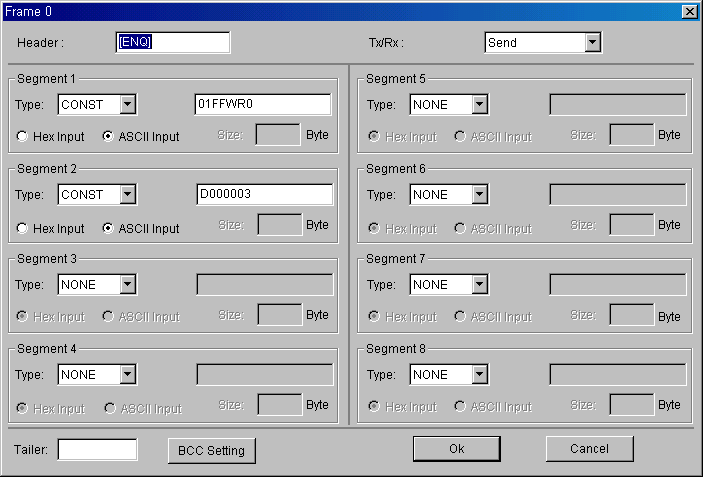 Frame 0
Header : [ENQ] Tx/Rx : Send
Segment 1
Type: CONST 01FFWR0
Hex Input ASCII Input Size: Byte
Segment 2
Type: CONST D000003
Hex Input ASCII Input Size: Byte
Segment 3
Type: NONE
Hex Input ASCII Input Size: Byte
Segment 4
Type: NONE
Hex Input ASCII Input Size: Byte
Segment 5
Type: NONE
Hex Input ASCII Input Size: Byte
Segment 6
Type: NONE
Hex Input ASCII Input Size: Byte
Segment 7
Type: NONE
Hex Input ASCII Input Size: Byte
Segment 8
Type: NONE
Hex Input ASCII Input Size: Byte
Tailer: BCC Setting Ok Cancel